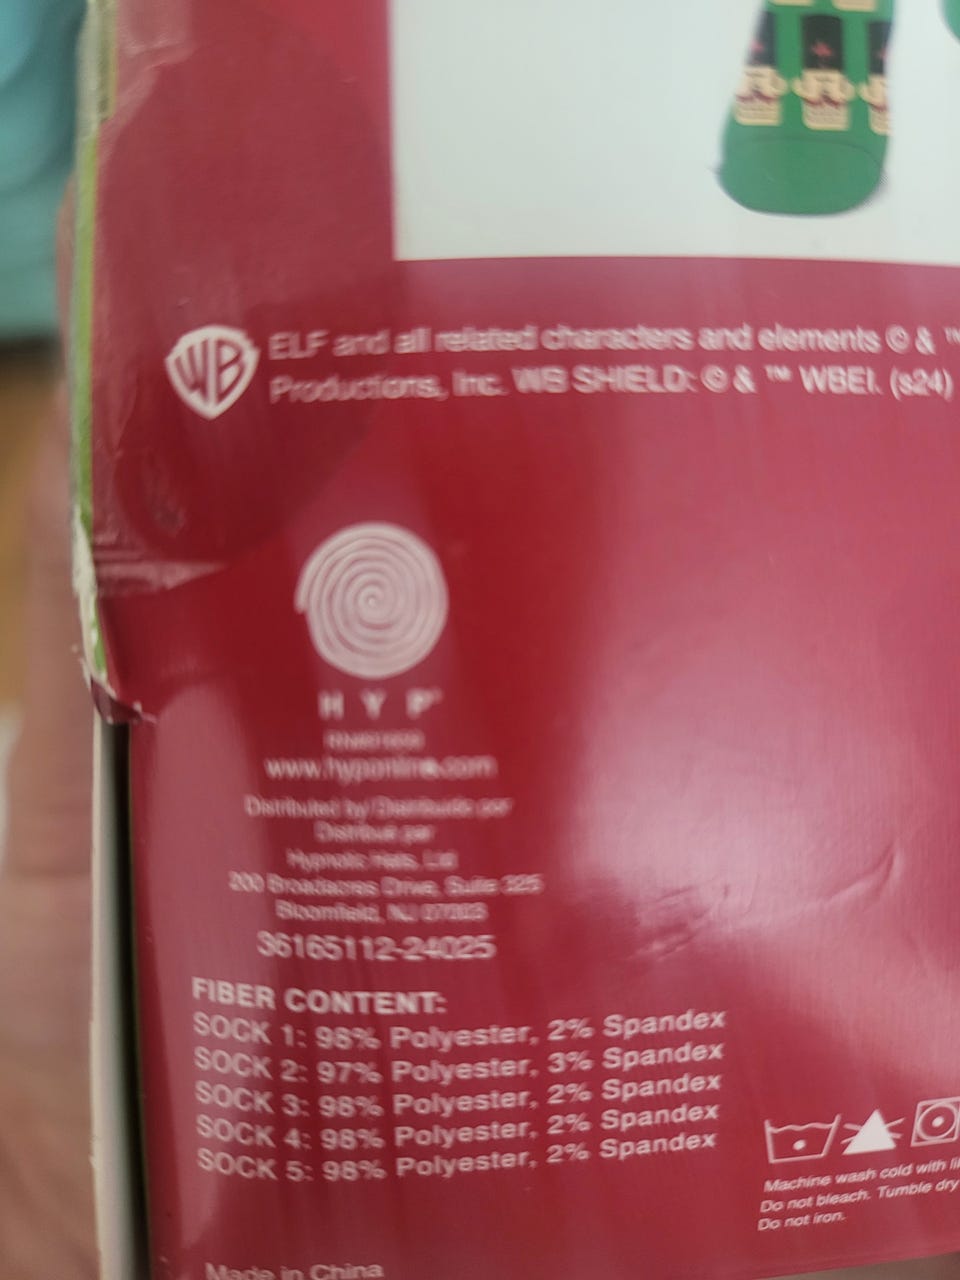 WB ELF and all related characters and elements © & ™
Productions, Inc. WB SHIELD: © & ™ WBEI. (s24)
H Y P
www.hyponline.com
Distributed by/ Distribuido por
Distribué par
Hypnotic Hats, Ltd
200 Broadacres Drive, Suite 325
Bloomfield, NJ 07003
36165112-24025
FIBER CONTENT:
SOCK 1: 98% Polyester, 2% Spandex
SOCK 2: 97% Polyester, 3% Spandex
SOCK 3: 98% Polyester, 2% Spandex
SOCK 4: 98% Polyester, 2% Spandex
SOCK 5: 98% Polyester, 2% Spandex
Machine wash cold with
Do not bleach. Tumble dry
Do not iron.
Made in China